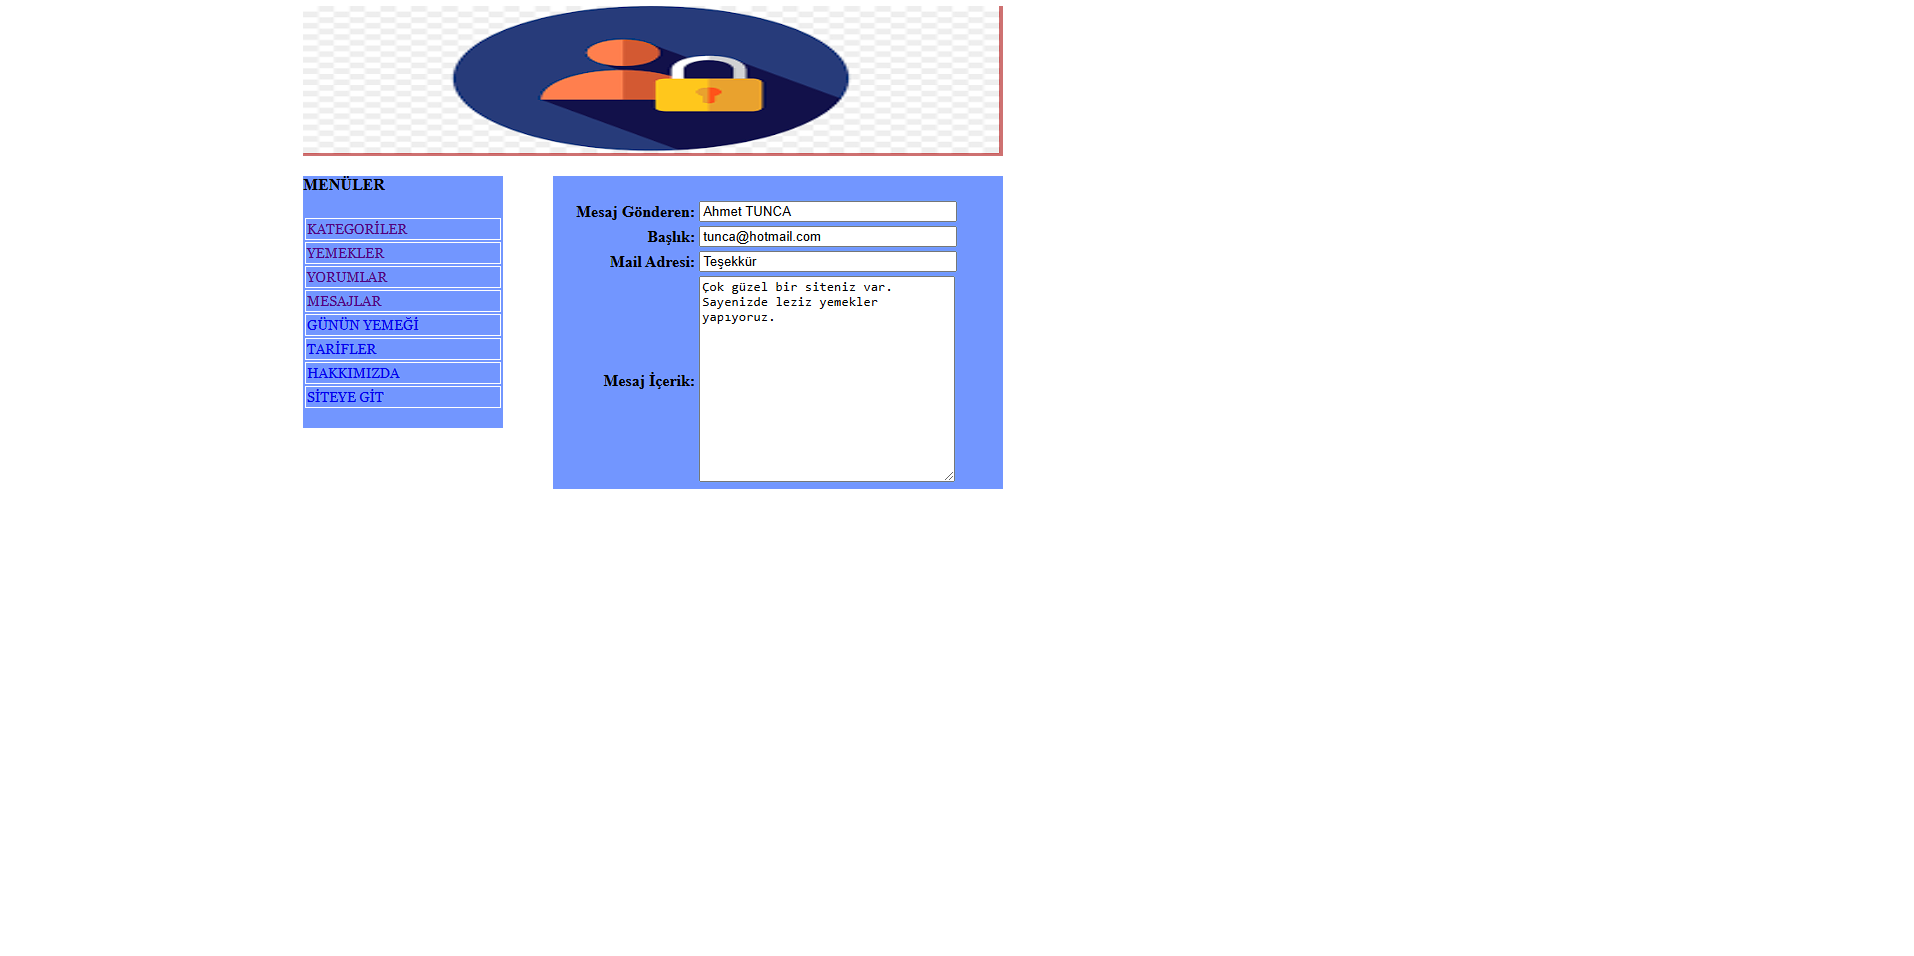 MENÜLER
KATEGORİLER
YEMEKLER
YORUMLAR
MESAJLAR
GÜNÜN YEMEĞİ
TARİFLER
HAKKIMIZDA
SİTEYE GİT
Mesaj Gönderen: Ahmet TUNCA
Başlık: tunca@hotmail.com
Mail Adresi: Teşekkür
Mesaj İçerik:
Çok güzel bir siteniz var.
Sayenizde leziz yemekler
yapıyoruz.